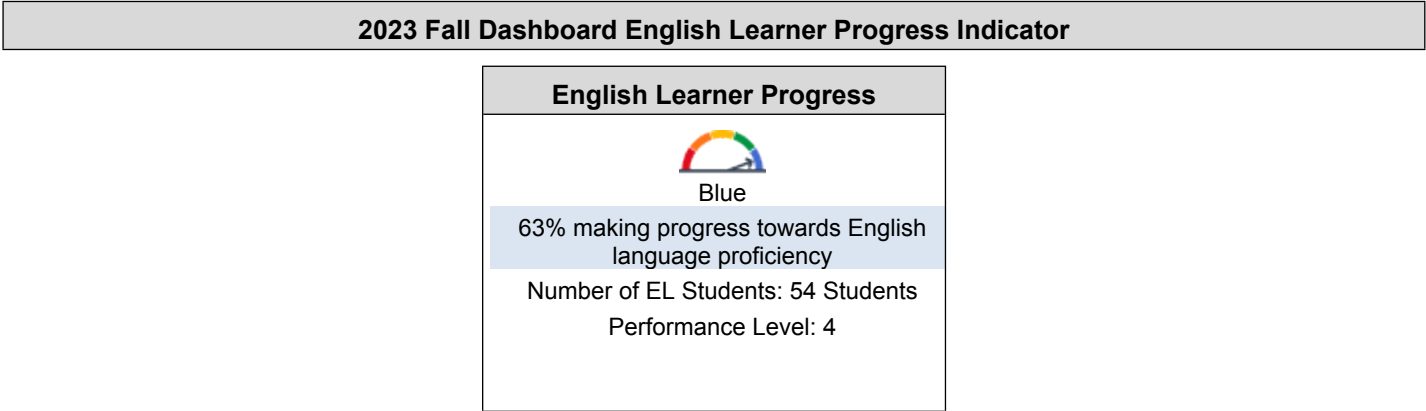 2023 Fall Dashboard English Learner Progress Indicator
English Learner Progress
Blue
63% making progress towards English
language proficiency
Number of EL Students: 54 Students
Performance Level: 4